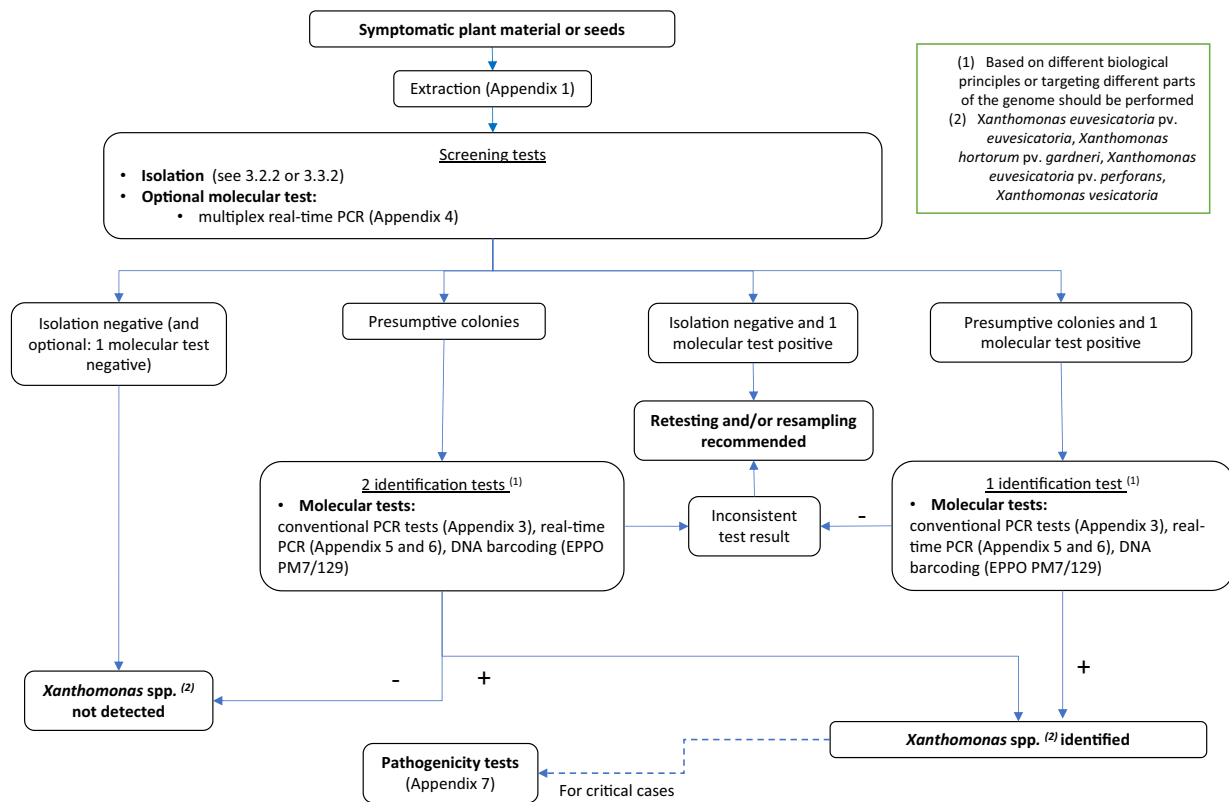 Symptomatic plant material or seeds
Extraction (Appendix 1)
(1) Based on different biological
principles or targeting different parts
of the genome should be performed
(2) Xanthomonas euvesicatoria pv.
euvesicatoria, Xanthomonas
hortorum pv. gardneri, Xanthomonas
euvesicatoria pv. perforans,
Xanthomonas vesicatoria
Screening tests
• Isolation (see 3.2.2 or 3.3.2)
• Optional molecular test:
• multiplex real-time PCR (Appendix 4)
Isolation negative (and
optional: 1 molecular test
negative)
Presumptive colonies
Isolation negative and 1
molecular test positive
Presumptive colonies and 1
molecular test positive
Retesting and/or resampling
recommended
2 identification tests (1)
• Molecular tests:
conventional PCR tests (Appendix 3), real-time
PCR (Appendix 5 and 6), DNA barcoding (EPPO
PM7/129)
Inconsistent
test result
-
1 identification test (1)
• Molecular tests:
conventional PCR tests (Appendix 3), real-
time PCR (Appendix 5 and 6), DNA
barcoding (EPPO PM7/129)
Xanthomonas spp. (2)
not detected
-
+
+
Xanthomonas spp. (2) identified
Pathogenicity tests
(Appendix 7)
For critical cases